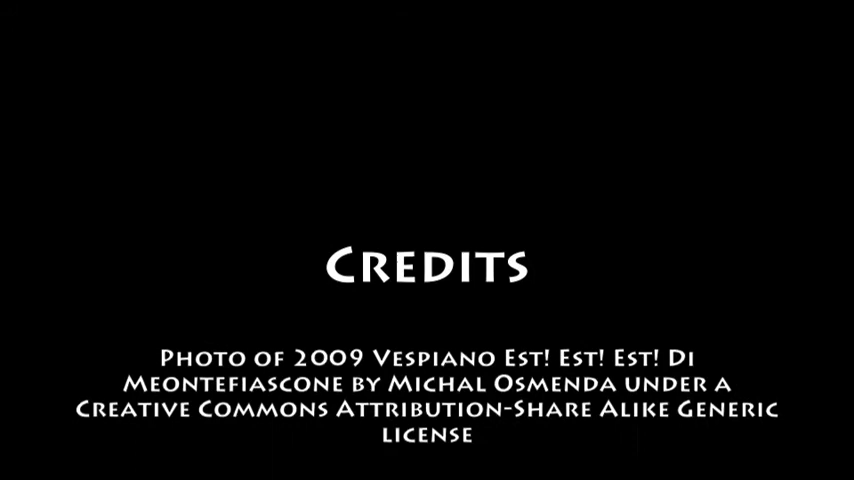 Credits
Photo of 2009 Vespiano Est! Est! Est! Di
Meontefiascone by Michal Osmenda under a
Creative Commons Attribution-Share Alike Generic
license